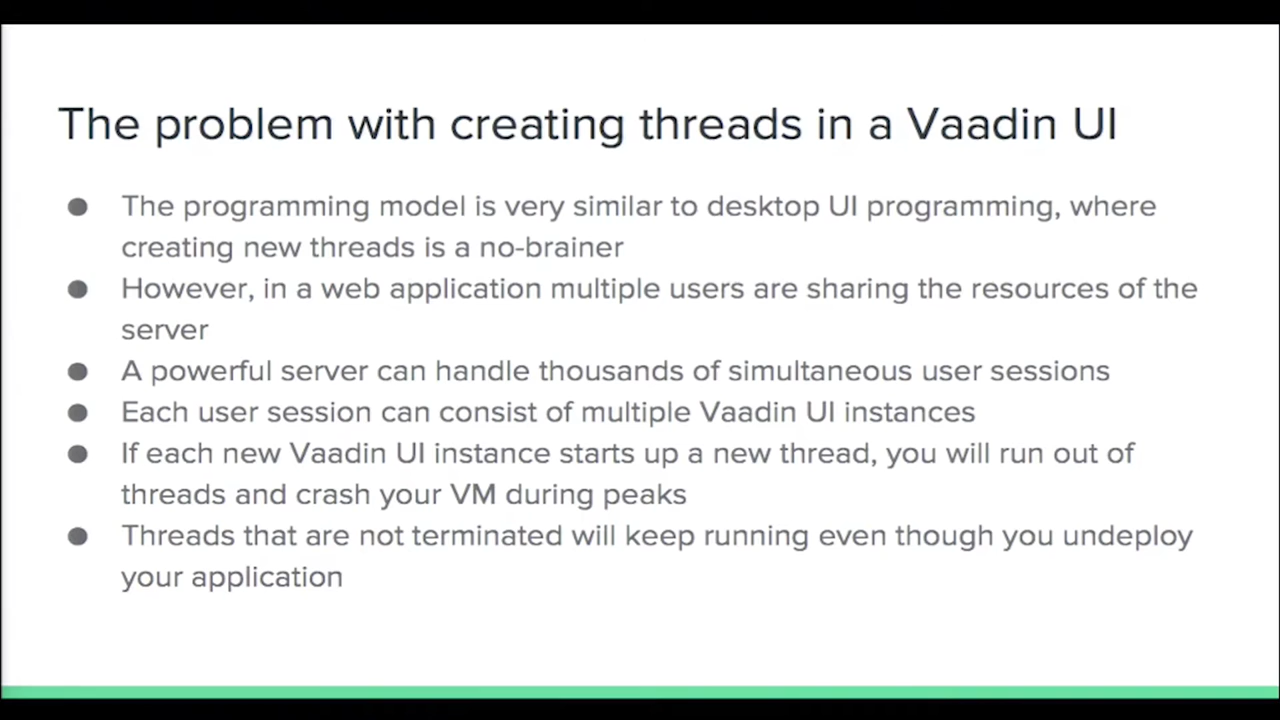 The problem with creating threads in a Vaadin UI
● The programming model is very similar to desktop UI programming, where
creating new threads is a no-brainer
● However, in a web application multiple users are sharing the resources of the
server
● A powerful server can handle thousands of simultaneous user sessions
● Each user session can consist of multiple Vaadin UI instances
● If each new Vaadin UI instance starts up a new thread, you will run out of
threads and crash your VM during peaks
● Threads that are not terminated will keep running even though you undeploy
your application